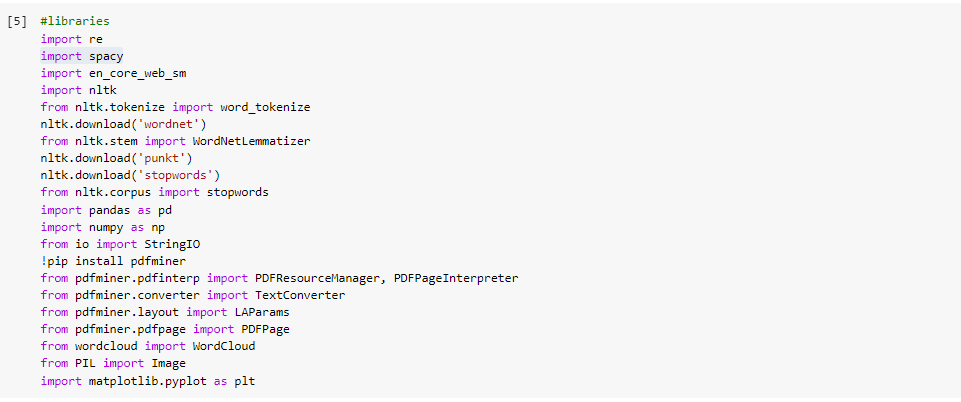 [5] #libraries
import re
import spacy
import en_core_web_sm
import nltk
from nltk.tokenize import word_tokenize
nltk.download('wordnet')
from nltk.stem import WordNetLemmatizer
nltk.download('punkt')
nltk.download('stopwords')
from nltk.corpus import stopwords
import pandas as pd
import numpy as np
from io import StringIO
!pip install pdfminer
from pdfminer.pdfinterp import PDFResourceManager, PDFPageInterpreter
from pdfminer.converter import TextConverter
from pdfminer.layout import LAParams
from pdfminer.pdfpage import PDFPage
from wordcloud import WordCloud
from PIL import Image
import matplotlib.pyplot as plt